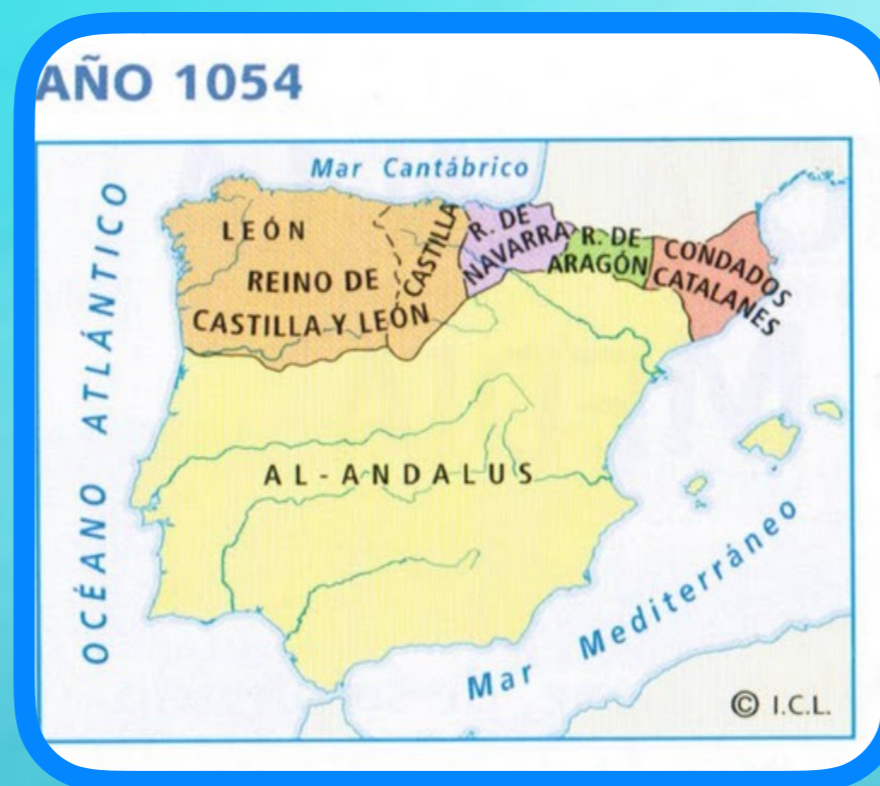 AÑO 1054
Mar Cantábrico
OCÉANO ATLÁNTICO
LEÓN
REINO DE
CASTILLA Y LEÓN
CASTILLA
R. DE
NAVARRA
R. DE
ARAGÓN
CONDADOS
CATALANES
AL-ANDALUS
Mar Mediterráneo
© I.C.L.